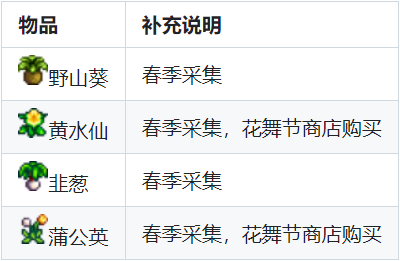 物品 补充说明
野山葵 春季采集
黄水仙 春季采集，花舞节商店购买
韭葱 春季采集
蒲公英 春季采集，花舞节商店购买